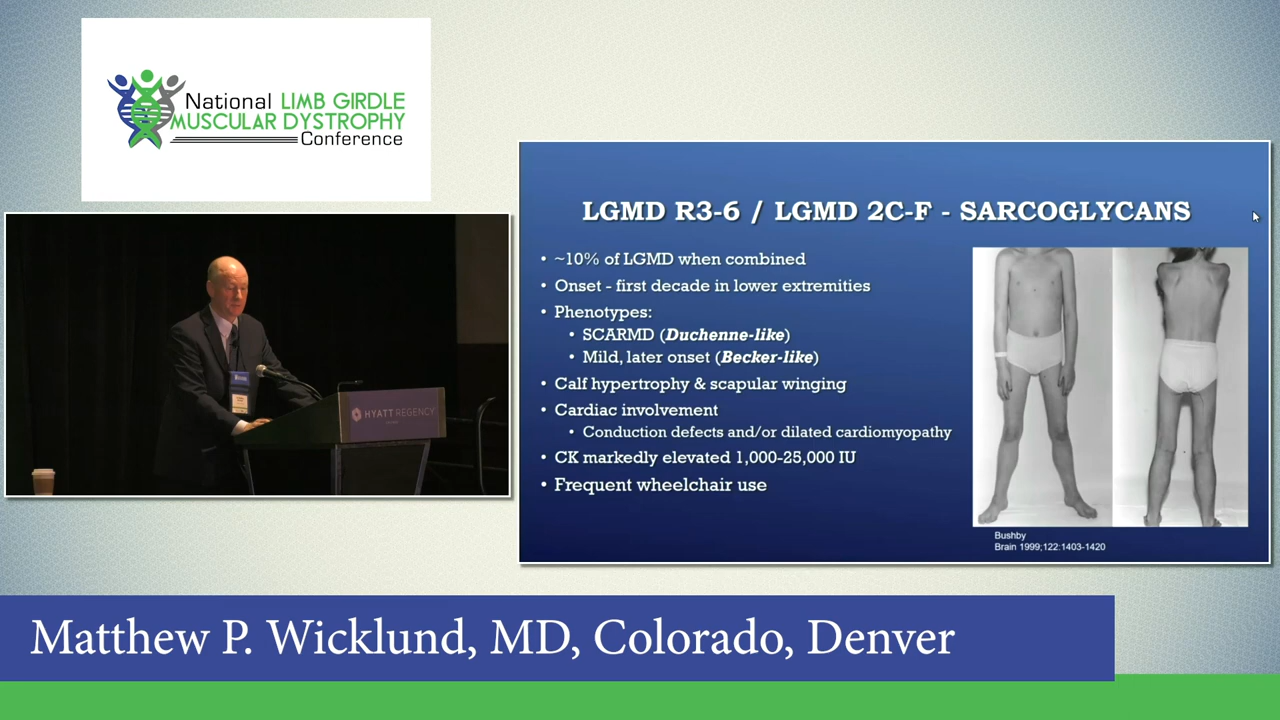 National LIMB GIRDLE
MUSCULAR DYSTROPHY
Conference
HYATT REGENCY
LGMD R3-6 / LGMD 2C-F - SARCOGLYCANS
• ~10% of LGMD when combined
• Onset - first decade in lower extremities
• Phenotypes:
• SCARMD (Duchenne-like)
• Mild, later onset (Becker-like)
• Calf hypertrophy & scapular winging
• Cardiac involvement
• Conduction defects and/or dilated cardiomyopathy
• CK markedly elevated 1,000-25,000 IU
• Frequent wheelchair use
Bushby
Brain 1999;122:1403-1420
Matthew P. Wicklund, MD, Colorado, Denver